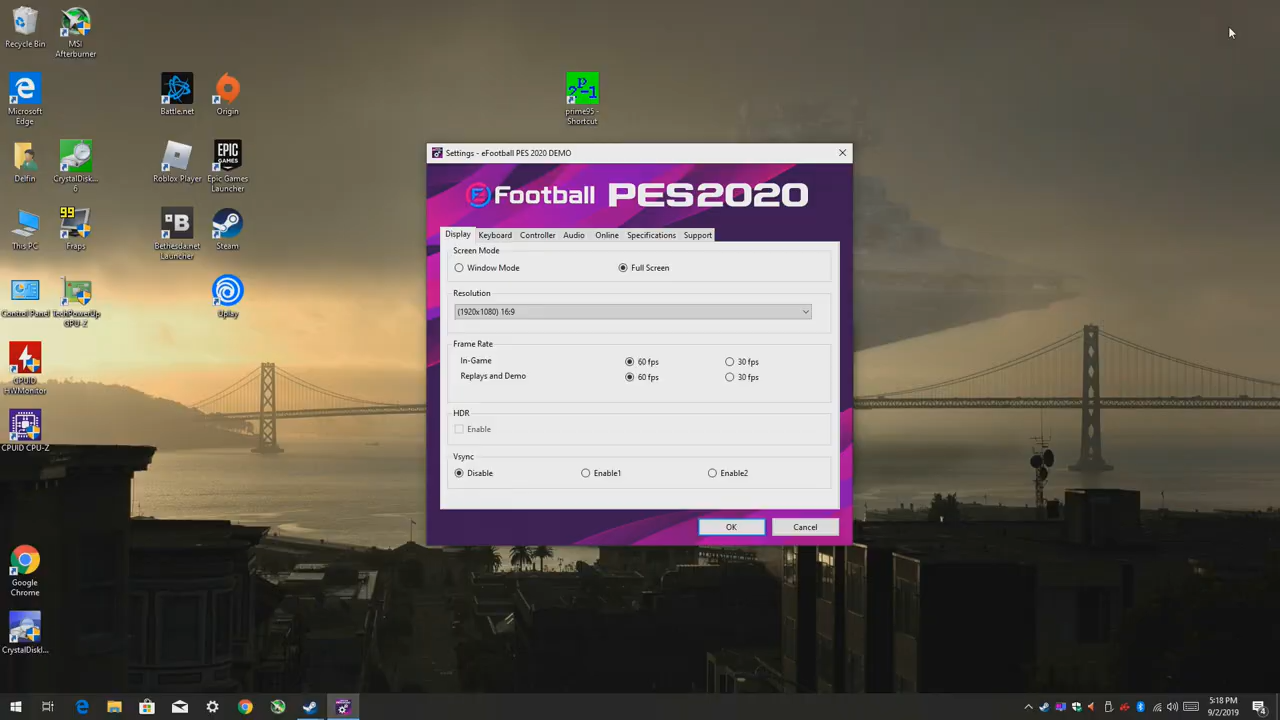 Recycle Bin
MSI
Afterburner
Microsoft
Edge
Battle.net
Origin
prime95 -
Shortcut
Delfin
CrystalDisk...
6
Roblox Player
EPIC
GAMES
Epic Games
Launcher
This PC
99
Fraps
Bethesda.net
Launcher
Steam
Control Panel
TechPowerUp
GPU-Z
Uplay
CPUID
HWMonitor
CPUID CPU-Z
Google
Chrome
CrystalDiskI...
Settings - eFootball PES 2020 DEMO
eFootball PES2020
Display
Keyboard
Controller
Audio
Online
Specifications
Support
Screen Mode
Window Mode
Full Screen
Resolution
(1920x1080) 16:9
Frame Rate
In-Game
60 fps
30 fps
Replays and Demo
60 fps
30 fps
HDR
Enable
Vsync
Disable
Enable1
Enable2
OK
Cancel
5:18 PM
9/2/2019